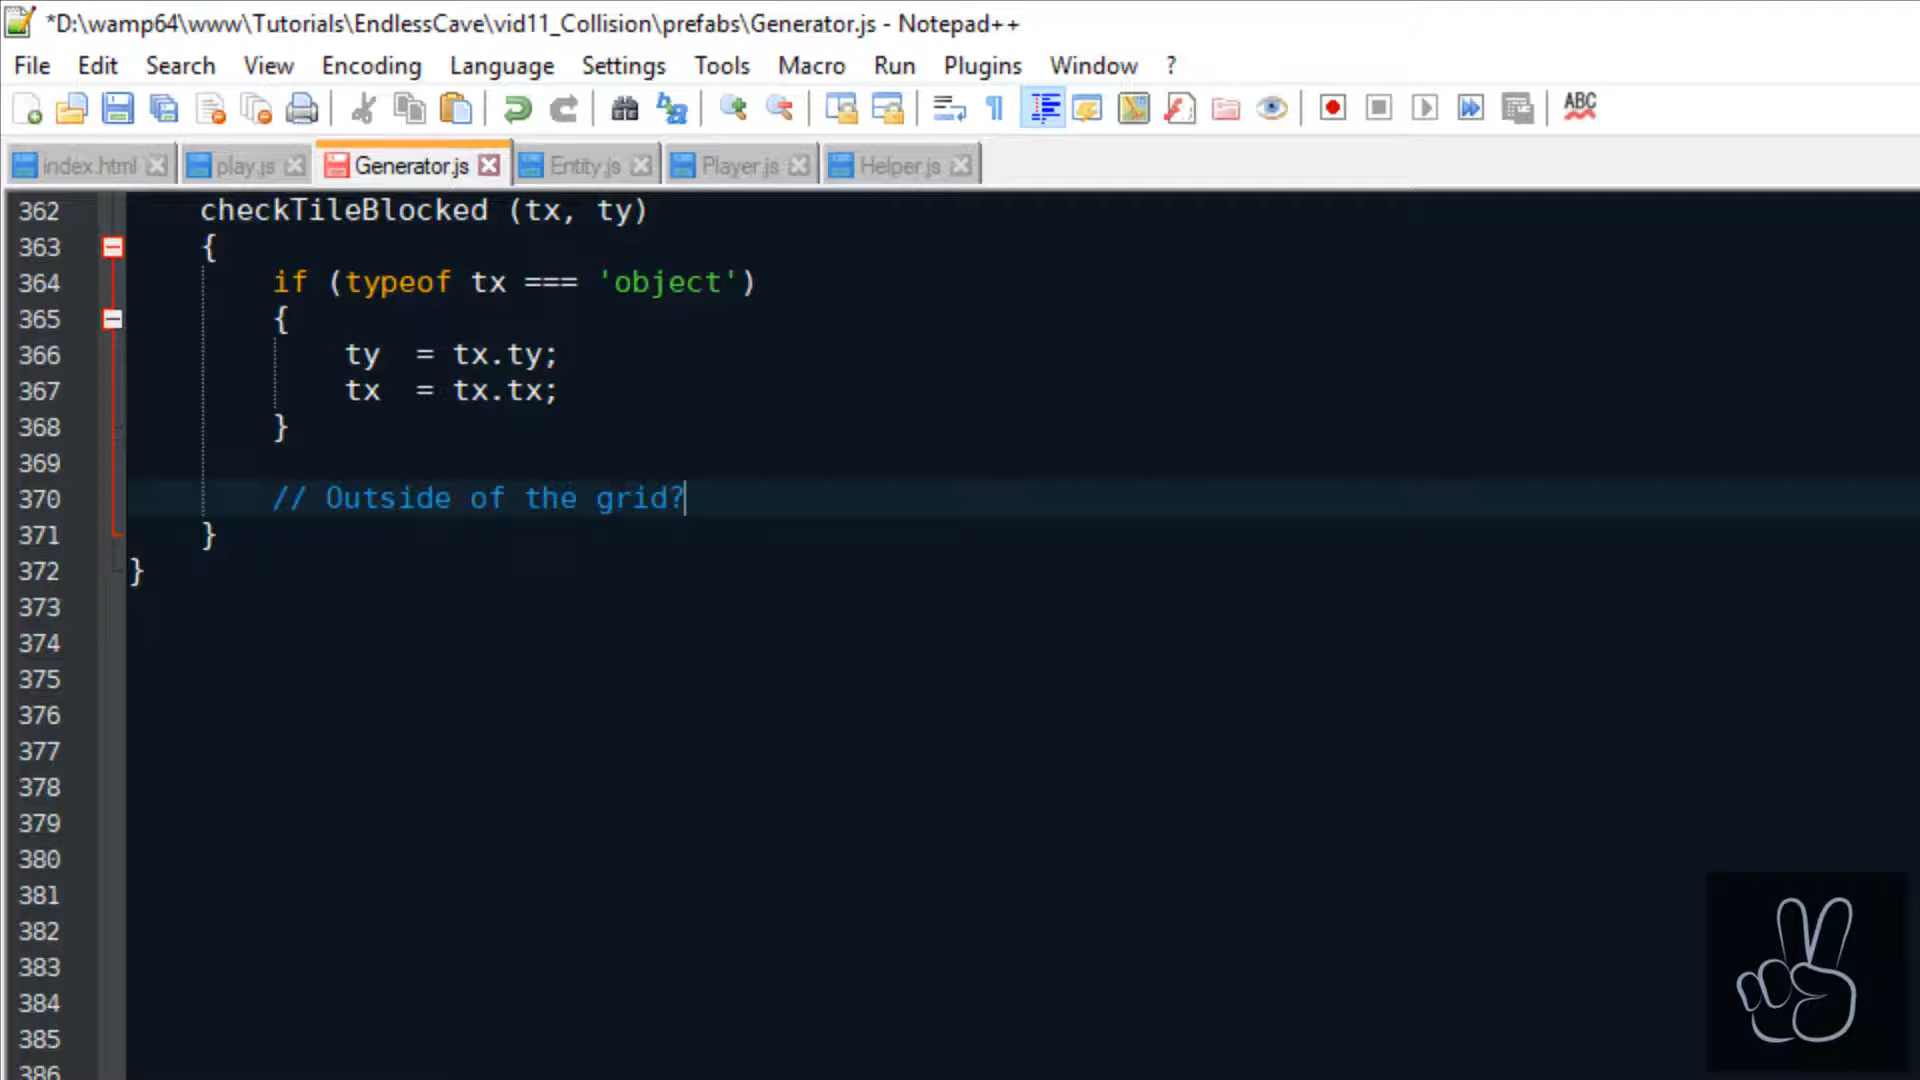 *D:\wamp64\www\Tutorials\EndlessCave\vid11_Collision\prefabs\Generator.js - Notepad++
File Edit Search View Encoding Language Settings Tools Macro Run Plugins Window ?
ABC
index.html play.js Generator.js Entity.js Player.js Helper.js
362 checkTileBlocked (tx, ty)
363 {
364 if (typeof tx === 'object')
365 {
366 ty = tx.ty;
367 tx = tx.tx;
368 }
369
370 // Outside of the grid?
371 }
372 }
373
374
375
376
377
378
379
380
381
382
383
384
385
386